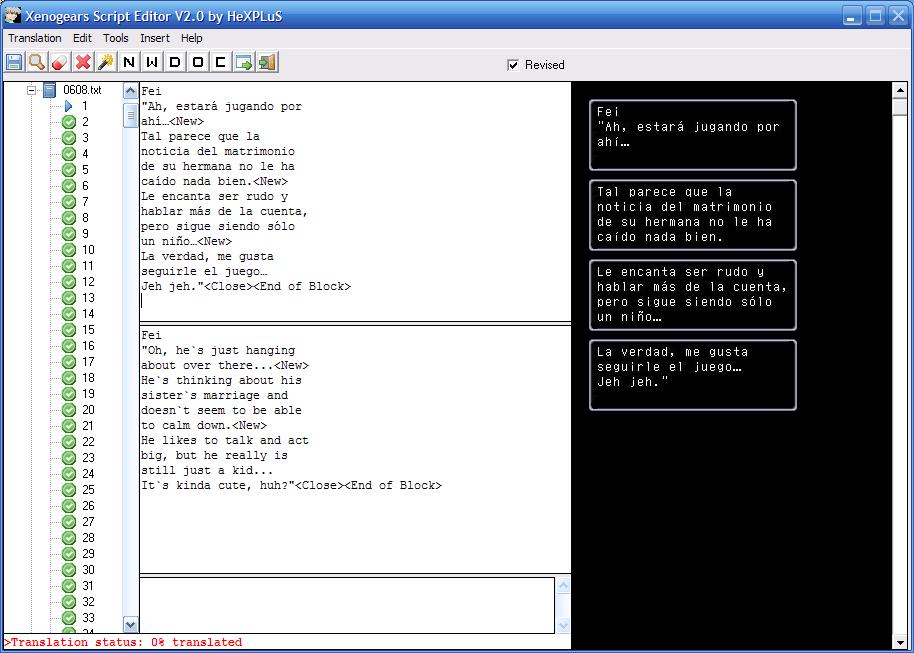 Xenogears Script Editor V2.0 by HeXPLuS
Translation Edit Tools Insert Help
N W D O C
Revised
0608.txt
1
2
3
4
5
6
7
8
9
10
11
12
13
14
15
16
17
18
19
20
21
22
23
24
25
26
27
28
29
30
31
32
33
Fei
"Ah, estará jugando por
ahí…<New>
Tal parece que la
noticia del matrimonio
de su hermana no le ha
caído nada bien.<New>
Le encanta ser rudo y
hablar más de la cuenta,
pero sigue siendo sólo
un niño…<New>
La verdad, me gusta
seguirle el juego…
Jeh jeh."<Close><End of Block>
Fei
"Oh, he`s just hanging
about over there...<New>
He`s thinking about his
sister`s marriage and
doesn`t seem to be able
to calm down.<New>
He likes to talk and act
big, but he really is
still just a kid...
It`s kinda cute, huh?"<Close><End of Block>
Fei
"Ah, estará jugando por
ahí…
Tal parece que la
noticia del matrimonio
de su hermana no le ha
caído nada bien.
Le encanta ser rudo y
hablar más de la cuenta,
pero sigue siendo sólo
un niño…
La verdad, me gusta
seguirle el juego…
Jeh jeh."
>Translation status: 0% translated